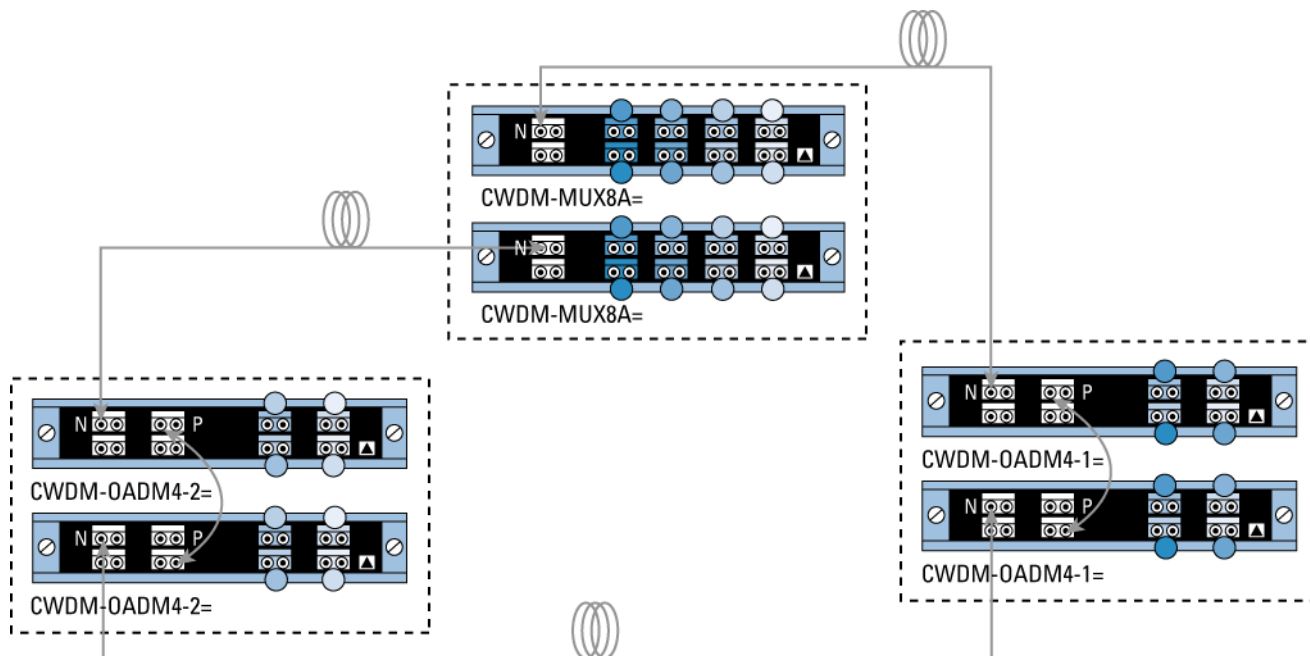 N
CWDM-MUX8A=
N
CWDM-MUX8A=
N P
CWDM-OADM4-2=
N P
CWDM-OADM4-2=
N P
CWDM-OADM4-1=
N P
CWDM-OADM4-1=